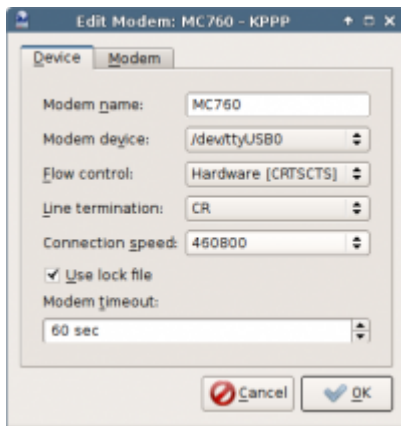 Edit Modem: MC760 - KPPP
Device Modem
Modem name: MC760
Modem device: /dev/ttyUSB0
Flow control: Hardware [CRTSCTS]
Line termination: CR
Connection speed: 460800
Use lock file
Modem timeout:
60 sec
Cancel OK